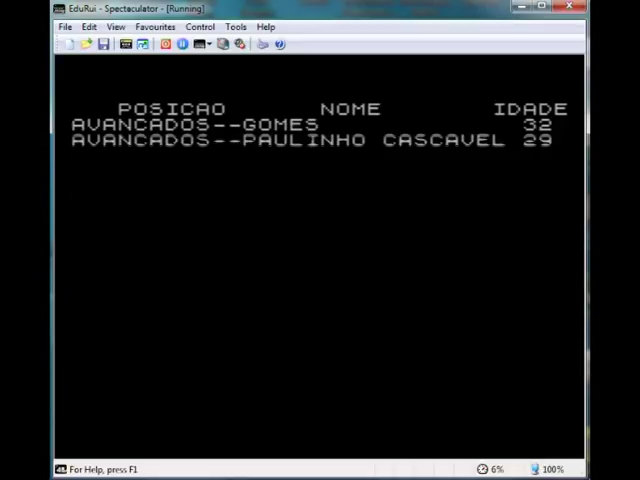 EduRui - Spectaculator - [Running]
File Edit View Favourites Control Tools Help
POSICAO NOME IDADE
AVANCADOS--GOMES 32
AVANCADOS--PAULINHO CASCAVEL 29
For Help, press F1 6% 100%